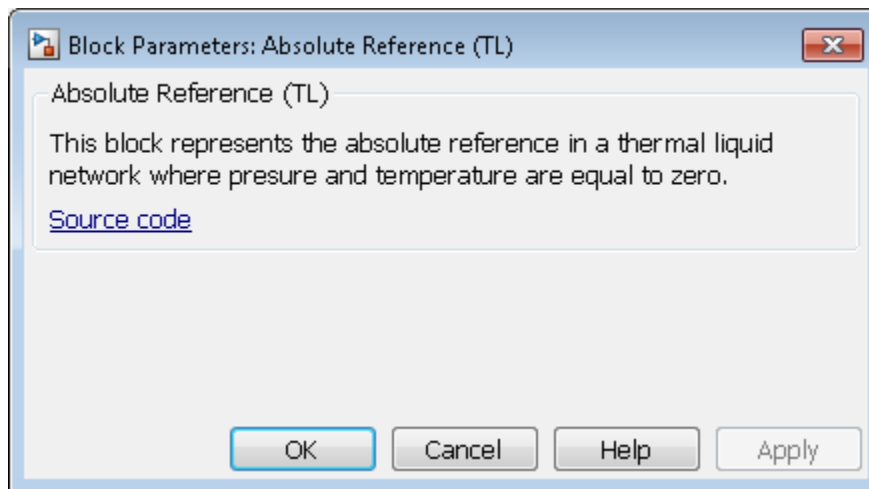 Block Parameters: Absolute Reference (TL)
Absolute Reference (TL)
This block represents the absolute reference in a thermal liquid
network where presure and temperature are equal to zero.
Source code
OK Cancel Help Apply